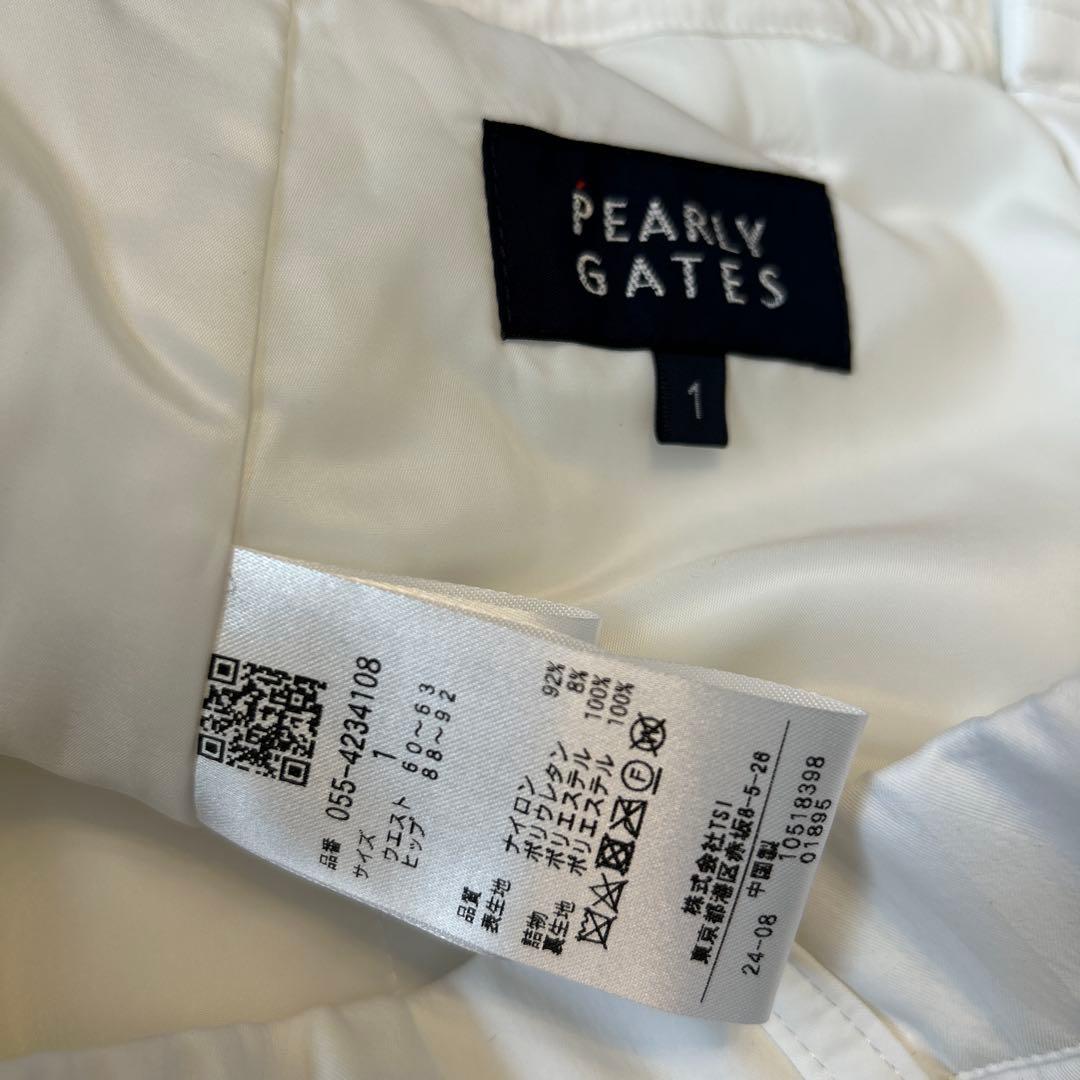 PEARLY
GATES
1
品番 055-4234108
サイズ 1
ウエスト 60~63
ヒップ 88~92
品質
表生地 ナイロン 92%
ポリウレタン 8%
詰物 ポリエステル 100%
裏生地 ポリエステル 100%
F
株式会社TSI
東京都港区赤坂8-5-26
24-08 中国製 10518398
01895